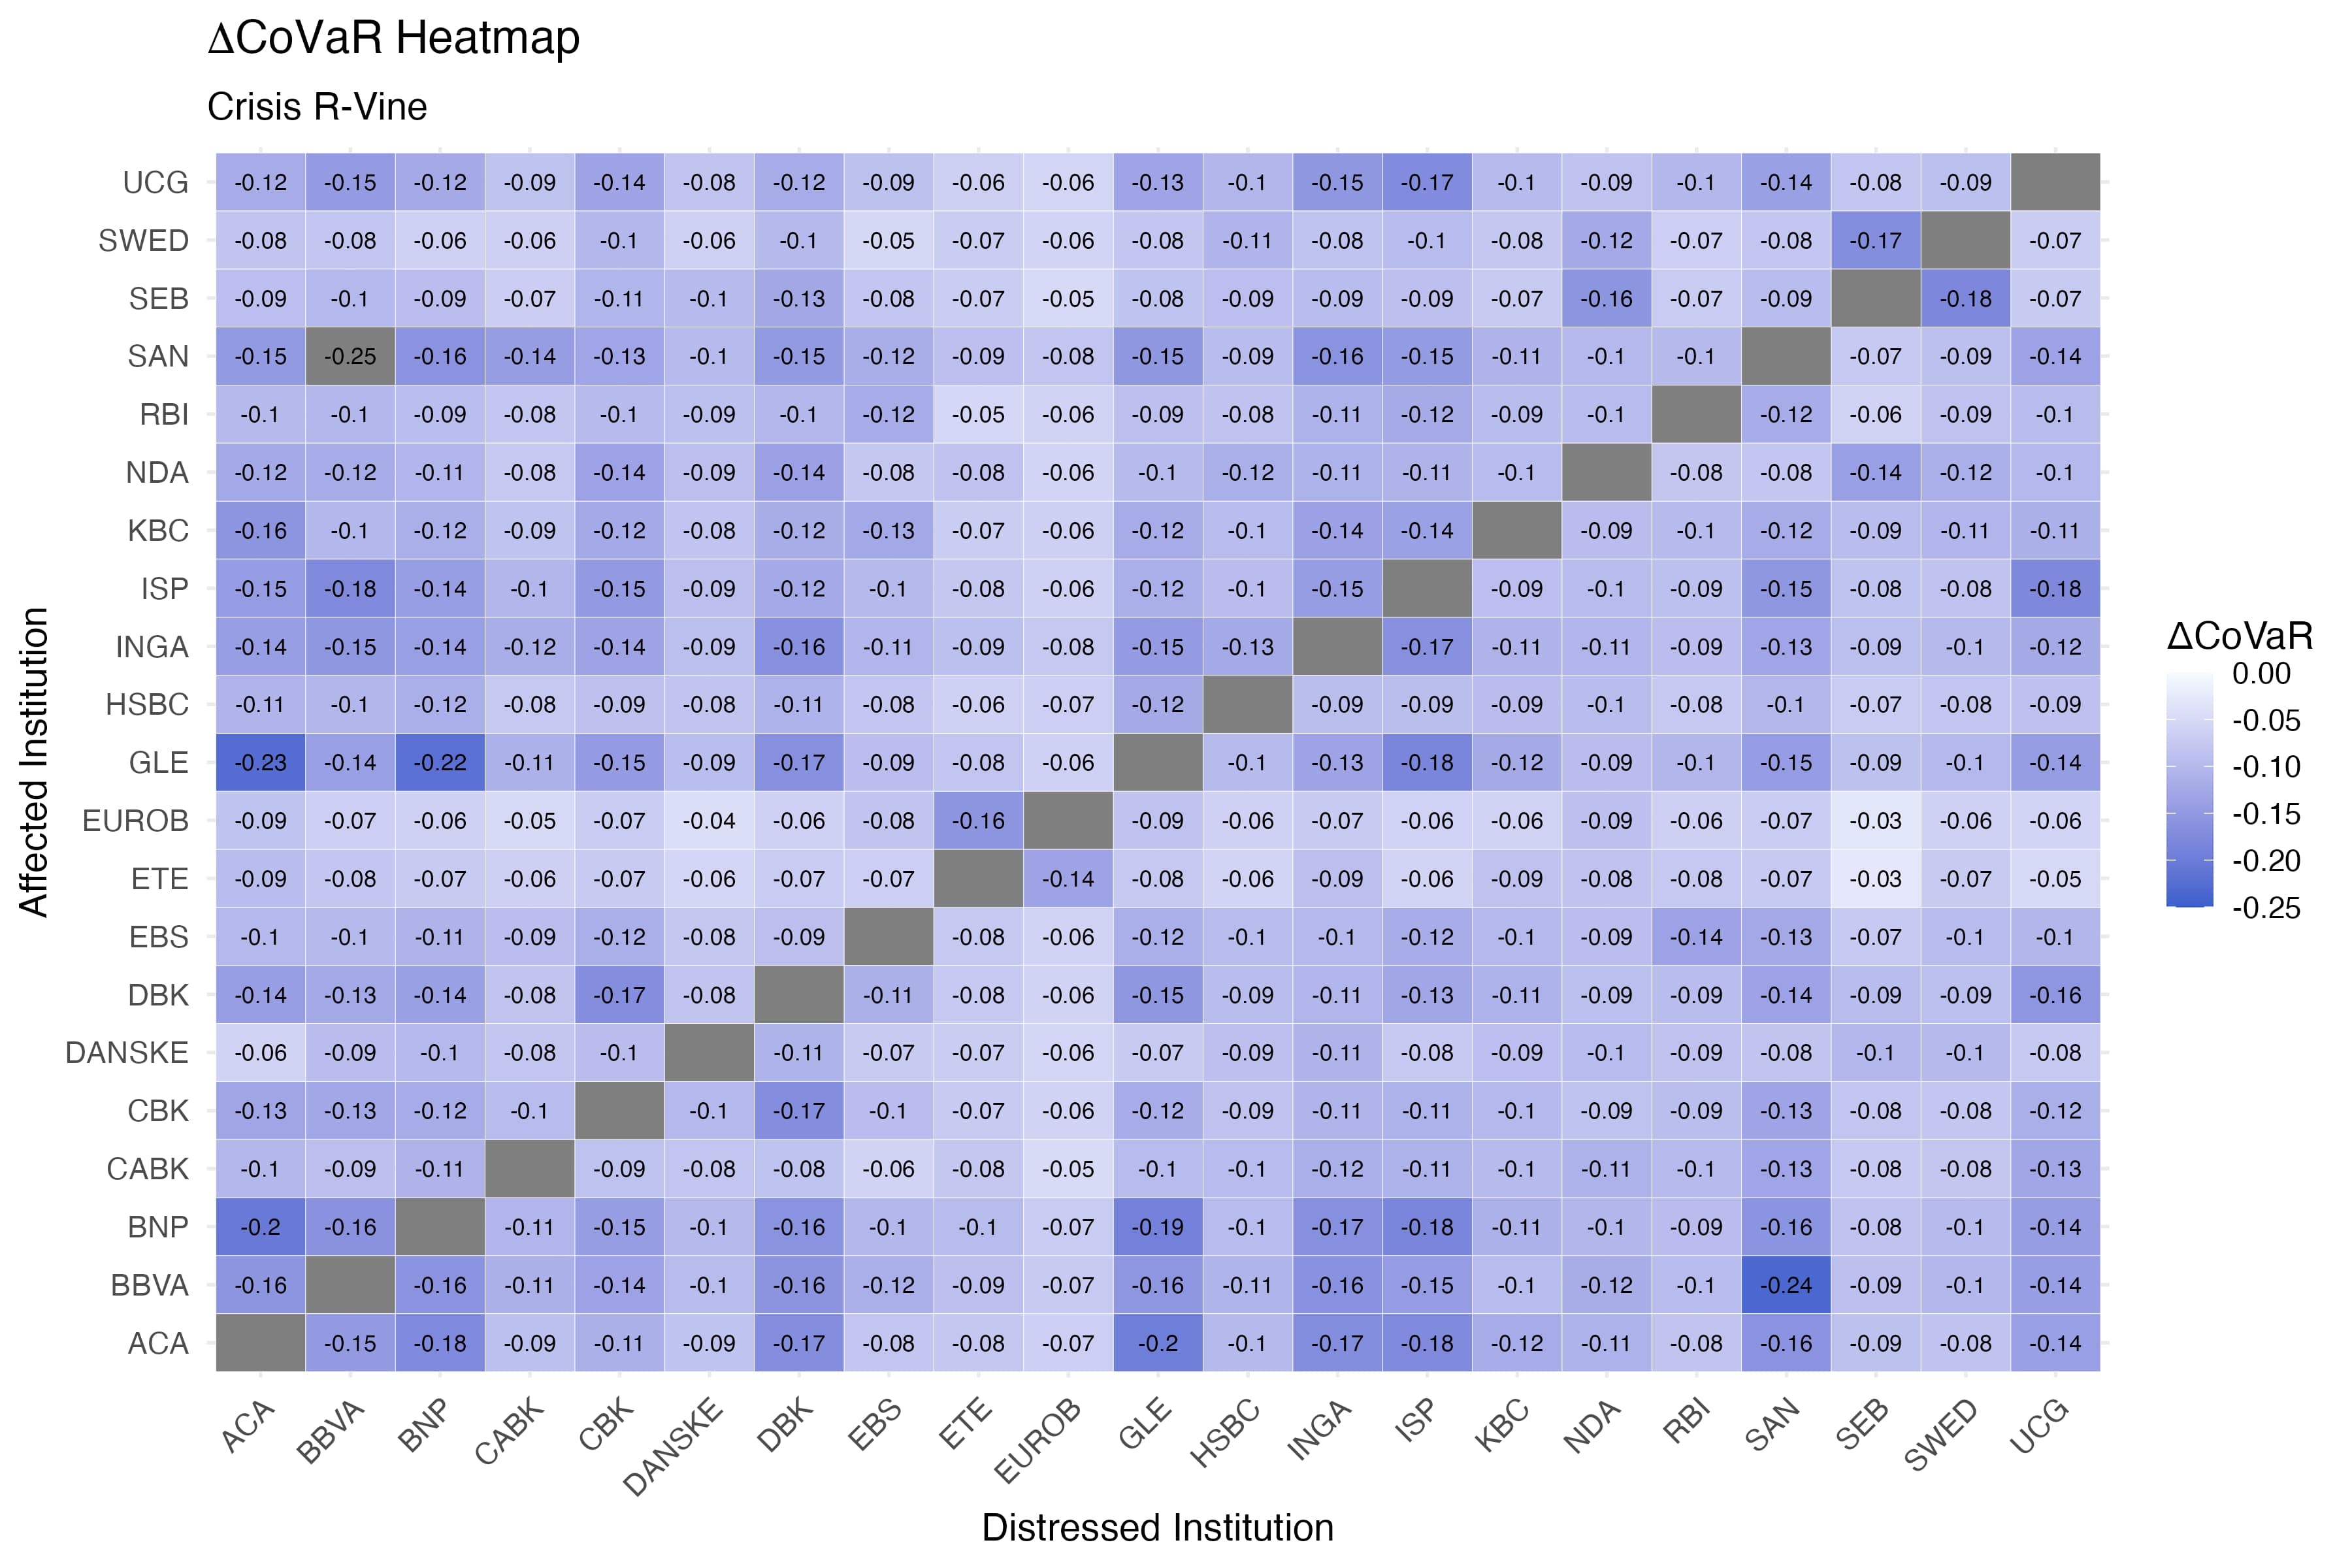 ΔCoVaR Heatmap
Crisis R-Vine
UCG -0.12 -0.15 -0.12 -0.09 -0.14 -0.08 -0.12 -0.09 -0.06 -0.06 -0.13 -0.1 -0.15 -0.17 -0.1 -0.09 -0.1 -0.14 -0.08 -0.09
SWED -0.08 -0.08 -0.06 -0.06 -0.1 -0.06 -0.1 -0.05 -0.07 -0.06 -0.08 -0.11 -0.08 -0.1 -0.08 -0.12 -0.07 -0.08 -0.17 -0.07
SEB -0.09 -0.1 -0.09 -0.07 -0.11 -0.1 -0.13 -0.08 -0.07 -0.05 -0.08 -0.09 -0.09 -0.09 -0.07 -0.16 -0.07 -0.09 -0.18 -0.07
SAN -0.15 -0.25 -0.16 -0.14 -0.13 -0.1 -0.15 -0.12 -0.09 -0.08 -0.15 -0.09 -0.16 -0.15 -0.11 -0.1 -0.1 -0.07 -0.09 -0.14
RBI -0.1 -0.1 -0.09 -0.08 -0.1 -0.09 -0.1 -0.12 -0.05 -0.06 -0.09 -0.08 -0.11 -0.12 -0.09 -0.1 -0.12 -0.06 -0.09 -0.1
NDA -0.12 -0.12 -0.11 -0.08 -0.14 -0.09 -0.14 -0.08 -0.08 -0.06 -0.1 -0.12 -0.11 -0.11 -0.1 -0.08 -0.08 -0.14 -0.12 -0.1
KBC -0.16 -0.1 -0.12 -0.09 -0.12 -0.08 -0.12 -0.13 -0.07 -0.06 -0.12 -0.1 -0.14 -0.14 -0.09 -0.1 -0.12 -0.09 -0.11 -0.11
ISP -0.15 -0.18 -0.14 -0.1 -0.15 -0.09 -0.12 -0.1 -0.08 -0.06 -0.12 -0.1 -0.15 -0.09 -0.1 -0.09 -0.15 -0.08 -0.08 -0.18
INGA -0.14 -0.15 -0.14 -0.12 -0.14 -0.09 -0.16 -0.11 -0.09 -0.08 -0.15 -0.13 -0.17 -0.11 -0.11 -0.09 -0.13 -0.09 -0.1 -0.12
HSBC -0.11 -0.1 -0.12 -0.08 -0.09 -0.08 -0.11 -0.08 -0.06 -0.07 -0.12 -0.09 -0.09 -0.09 -0.1 -0.08 -0.1 -0.07 -0.08 -0.09
GLE -0.23 -0.14 -0.22 -0.11 -0.15 -0.09 -0.17 -0.09 -0.08 -0.06 -0.1 -0.13 -0.18 -0.12 -0.09 -0.1 -0.15 -0.09 -0.1 -0.14
EUROB -0.09 -0.07 -0.06 -0.05 -0.07 -0.04 -0.06 -0.08 -0.16 -0.09 -0.06 -0.07 -0.06 -0.06 -0.09 -0.06 -0.07 -0.03 -0.06 -0.06
ETE -0.09 -0.08 -0.07 -0.06 -0.07 -0.06 -0.07 -0.07 -0.14 -0.08 -0.06 -0.09 -0.06 -0.09 -0.08 -0.08 -0.07 -0.03 -0.07 -0.05
EBS -0.1 -0.1 -0.11 -0.09 -0.12 -0.08 -0.09 -0.08 -0.06 -0.12 -0.1 -0.1 -0.12 -0.1 -0.09 -0.14 -0.13 -0.07 -0.1 -0.1
DBK -0.14 -0.13 -0.14 -0.08 -0.17 -0.08 -0.11 -0.08 -0.06 -0.15 -0.09 -0.11 -0.13 -0.11 -0.09 -0.09 -0.14 -0.09 -0.09 -0.16
DANSKE -0.06 -0.09 -0.1 -0.08 -0.1 -0.11 -0.07 -0.07 -0.06 -0.07 -0.09 -0.11 -0.08 -0.09 -0.1 -0.09 -0.08 -0.1 -0.1 -0.08
CBK -0.13 -0.13 -0.12 -0.1 -0.1 -0.17 -0.1 -0.07 -0.06 -0.12 -0.09 -0.11 -0.11 -0.1 -0.09 -0.09 -0.13 -0.08 -0.08 -0.12
CABK -0.1 -0.09 -0.11 -0.09 -0.08 -0.08 -0.06 -0.08 -0.05 -0.1 -0.1 -0.12 -0.11 -0.1 -0.11 -0.1 -0.13 -0.08 -0.08 -0.13
BNP -0.2 -0.16 -0.11 -0.15 -0.1 -0.16 -0.1 -0.1 -0.07 -0.19 -0.1 -0.17 -0.18 -0.11 -0.1 -0.09 -0.16 -0.08 -0.1 -0.14
BBVA -0.16 -0.16 -0.11 -0.14 -0.1 -0.16 -0.12 -0.09 -0.07 -0.16 -0.11 -0.16 -0.15 -0.1 -0.12 -0.1 -0.24 -0.09 -0.1 -0.14
ACA -0.15 -0.18 -0.09 -0.11 -0.09 -0.17 -0.08 -0.08 -0.07 -0.2 -0.1 -0.17 -0.18 -0.12 -0.11 -0.08 -0.16 -0.09 -0.08 -0.14
ACA BBVA BNP CABK CBK DANSKE DBK EBS ETE EUROB GLE HSBC INGA ISP KBC NDA RBI SAN SEB SWED UCG
Distressed Institution
Affected Institution
ΔCoVaR
0.00
-0.05
-0.10
-0.15
-0.20
-0.25